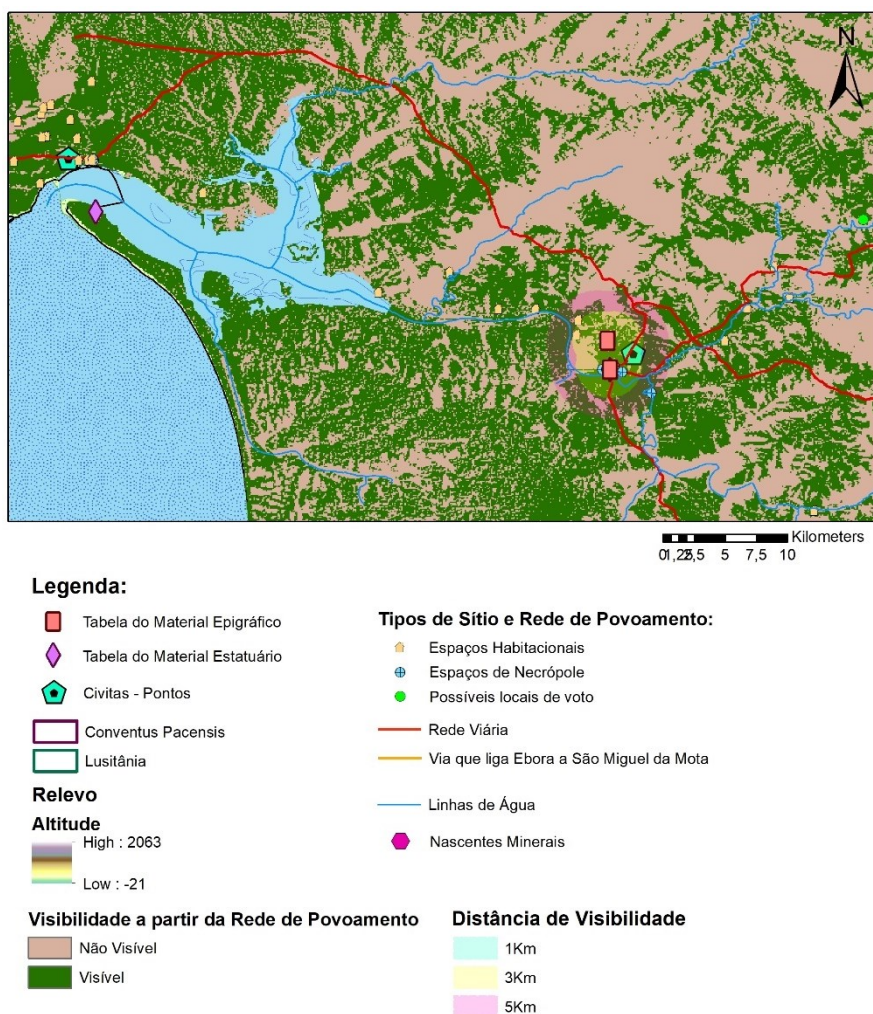 N
Kilometers
0 1,25 2,5 5 7,5 10
Legenda:
Tabela do Material Epigráfico
Tabela do Material Estatuário
Civitas - Pontos
Conventus Pacensis
Lusitânia
Relevo
Altitude
High : 2063
Low : -21
Tipos de Sítio e Rede de Povoamento:
Espaços Habitacionais
Espaços de Necrópole
Possíveis locais de voto
Rede Viária
Via que liga Ebora a São Miguel da Mota
Linhas de Água
Nascentes Minerais
Visibilidade a partir da Rede de Povoamento
Não Visível
Visível
Distância de Visibilidade
1Km
3Km
5Km